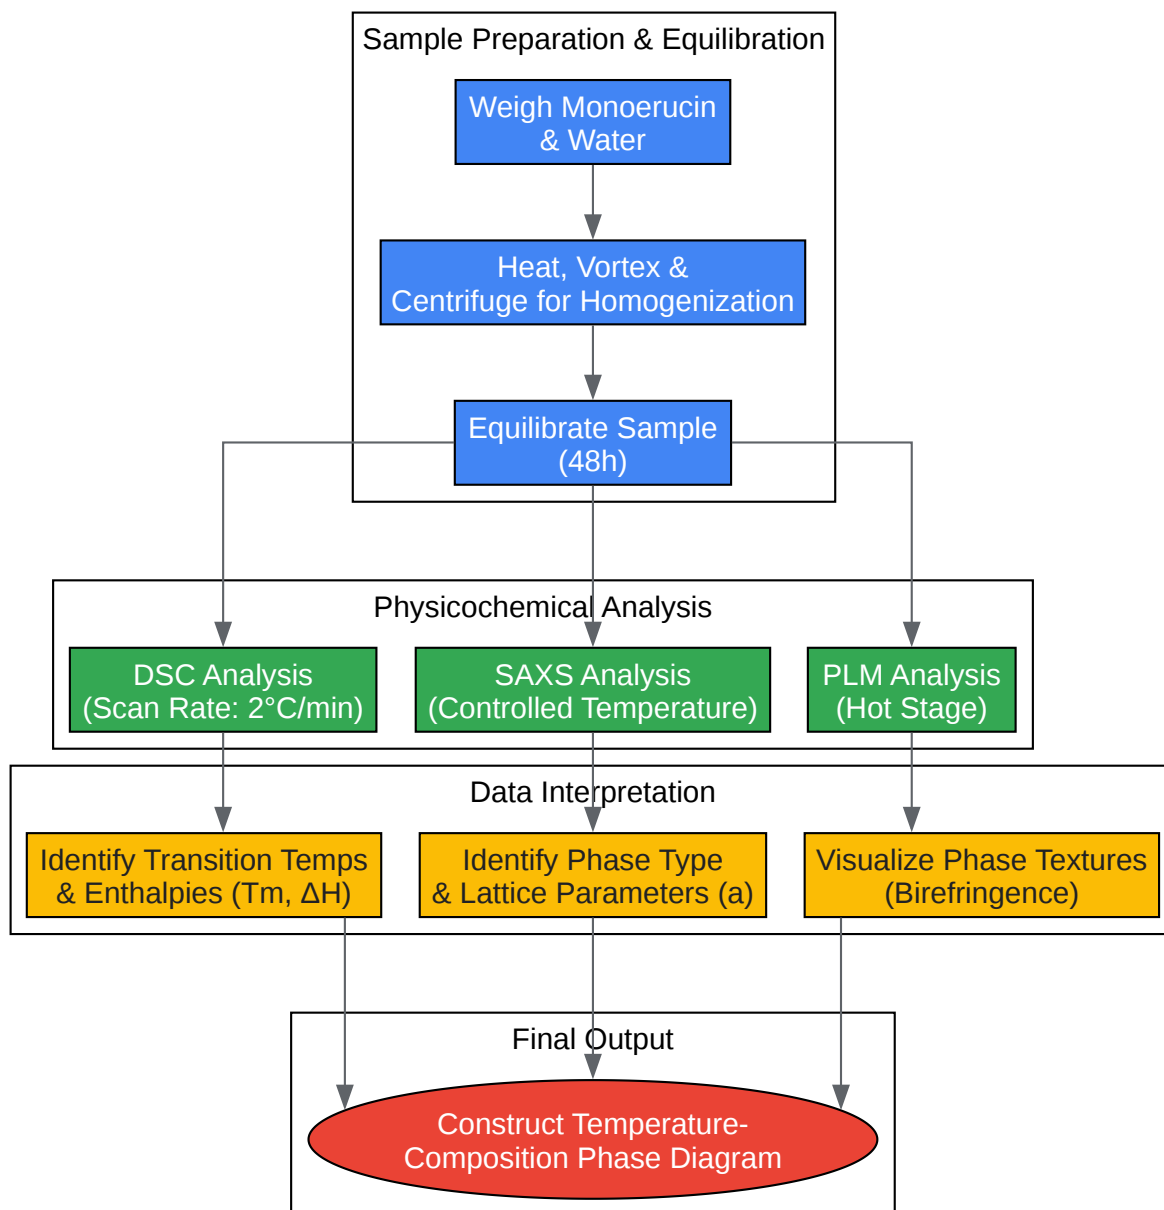 Sample Preparation & Equilibration
Weigh Monoerucin
& Water
Heat, Vortex &
Centrifuge for Homogenization
Equilibrate Sample
(48h)
Physicochemical Analysis
DSC Analysis
(Scan Rate: 2°C/min)
SAXS Analysis
(Controlled Temperature)
PLM Analysis
(Hot Stage)
Data Interpretation
Identify Transition Temps
& Enthalpies (Tm, ΔH)
Identify Phase Type
& Lattice Parameters (a)
Visualize Phase Textures
(Birefringence)
Final Output
Construct Temperature-
Composition Phase Diagram